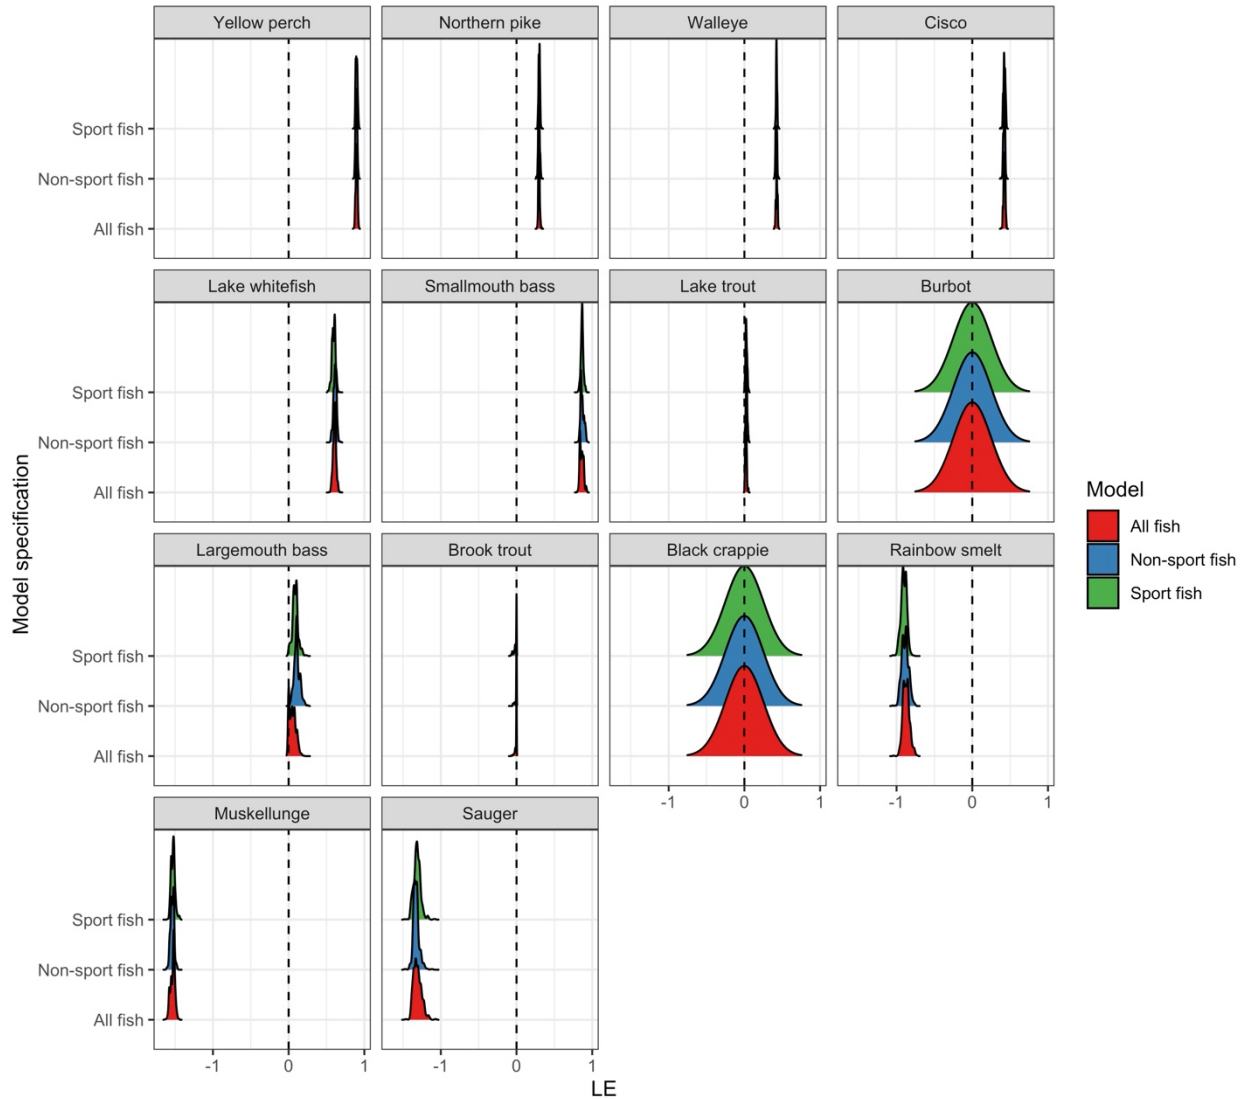 Yellow perch
Northern pike
Walleye
Cisco
Sport fish
Non-sport fish
All fish
Lake whitefish
Smallmouth bass
Lake trout
Burbot
Sport fish
Non-sport fish
All fish
Largemouth bass
Brook trout
Black crappie
Rainbow smelt
Sport fish
Non-sport fish
All fish
-1 0 1
-1 0 1
Muskellunge
Sauger
Sport fish
Non-sport fish
All fish
-1 0 1
-1 0 1
LE
Model specification
Model
All fish
Non-sport fish
Sport fish